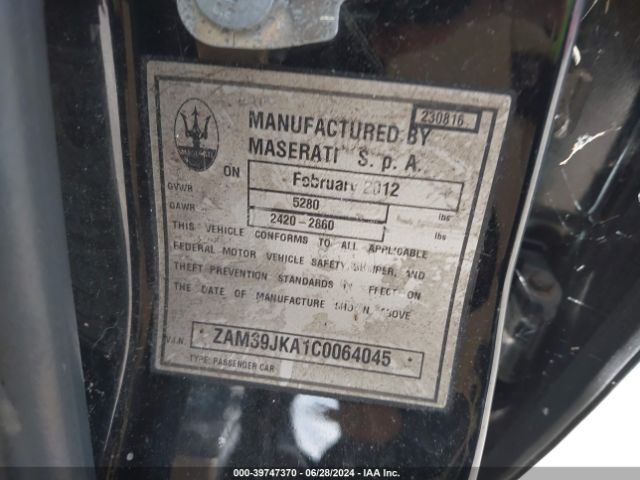 230816
MANUFACTURED BY
MASERATI S.p.A.
ON February 2012
GVWR 5280 lbs
GAWR 2420-2860 lbs
THIS VEHICLE CONFORMS TO ALL APPLICABLE
FEDERAL MOTOR VEHICLE SAFETY, BUMPER, AND
THEFT PREVENTION STANDARDS IN EFFECT ON
THE DATE OF MANUFACTURE SHOWN ABOVE
V.I.N. * ZAM39JKA1C0064045 *
TYPE: PASSENGER CAR
000-39747370 - 06/28/2024 - IAA Inc.